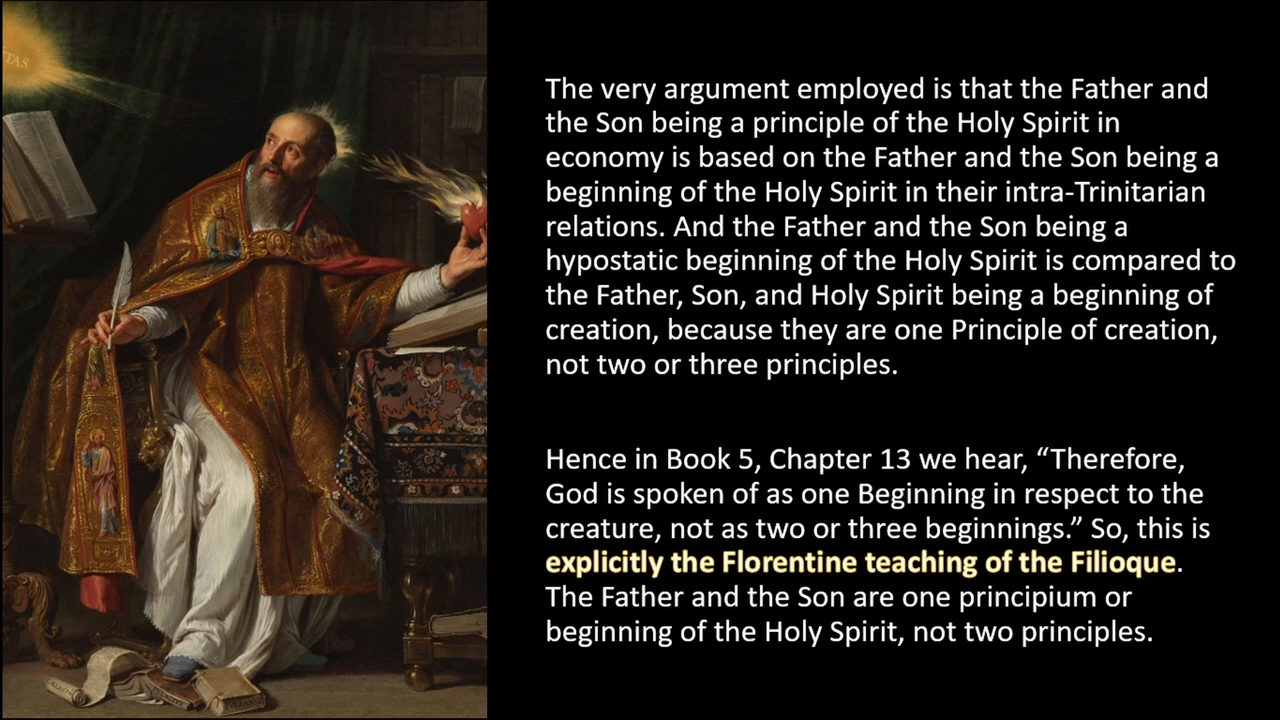 The very argument employed is that the Father and
the Son being a principle of the Holy Spirit in
economy is based on the Father and the Son being a
beginning of the Holy Spirit in their intra-Trinitarian
relations. And the Father and the Son being a
hypostatic beginning of the Holy Spirit is compared to
the Father, Son, and Holy Spirit being a beginning of
creation, because they are one Principle of creation,
not two or three principles.
Hence in Book 5, Chapter 13 we hear, “Therefore,
God is spoken of as one Beginning in respect to the
creature, not as two or three beginnings.” So, this is
explicitly the Florentine teaching of the Filioque.
The Father and the Son are one principium or
beginning of the Holy Spirit, not two principles.